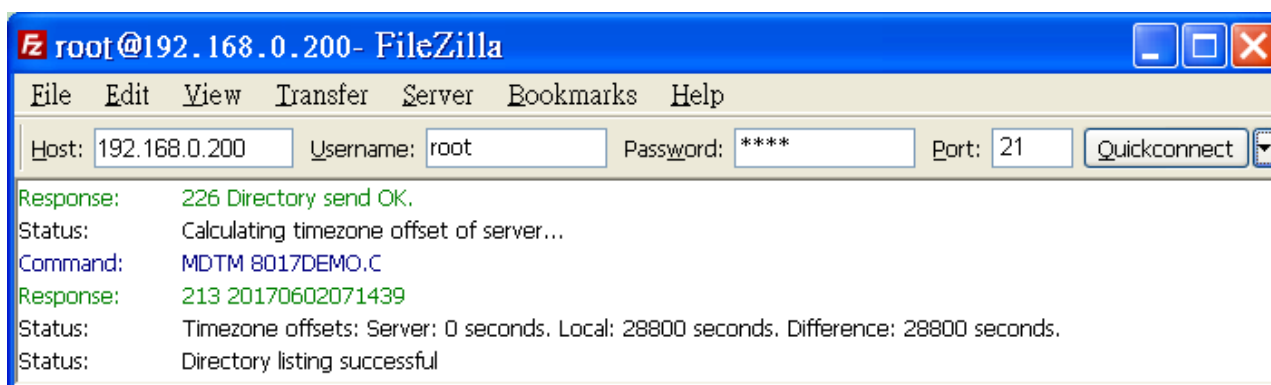 Fz root@192.168.0.200- FileZilla
File Edit View Transfer Server Bookmarks Help
Host: 192.168.0.200 Username: root Password: **** Port: 21 Quickconnect
Response: 226 Directory send OK.
Status: Calculating timezone offset of server...
Command: MDTM 8017DEMO.C
Response: 213 20170602071439
Status: Timezone offsets: Server: 0 seconds. Local: 28800 seconds. Difference: 28800 seconds.
Status: Directory listing successful